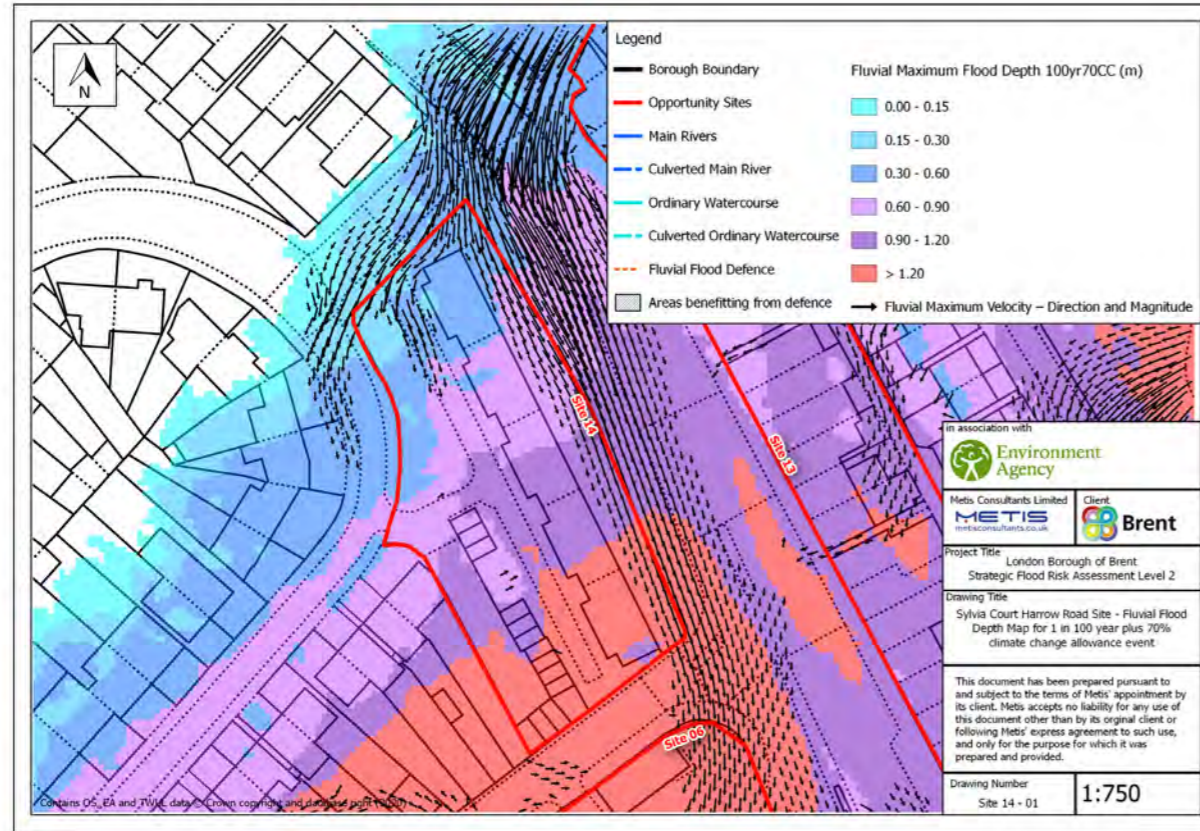 N
Legend
Borough Boundary
Opportunity Sites
Main Rivers
Culverted Main River
Ordinary Watercourse
Culverted Ordinary Watercourse
Fluvial Flood Defence
Areas benefitting from defence
Fluvial Maximum Flood Depth 100yr70CC (m)
0.00 - 0.15
0.15 - 0.30
0.30 - 0.60
0.60 - 0.90
0.90 - 1.20
> 1.20
Fluvial Maximum Velocity – Direction and Magnitude
Site 14
Site 13
Site 06
in association with
Environment
Agency
Metis Consultants Limited
METIS
metisconsultants.co.uk
Client
Brent
Project Title
London Borough of Brent
Strategic Flood Risk Assessment Level 2
Drawing Title
Sylvia Court Harrow Road Site - Fluvial Flood
Depth Map for 1 in 100 year plus 70%
climate change allowance event
This document has been prepared pursuant to
and subject to the terms of Metis' appointment by
its client. Metis accepts no liability for any use of
this document other than by its orginal client or
following Metis' express agreement to such use,
and only for the purpose for which it was
prepared and provided.
Drawing Number
Site 14 - 01
1:750
Contains OS, EA and TWUL data © Crown copyright and database right